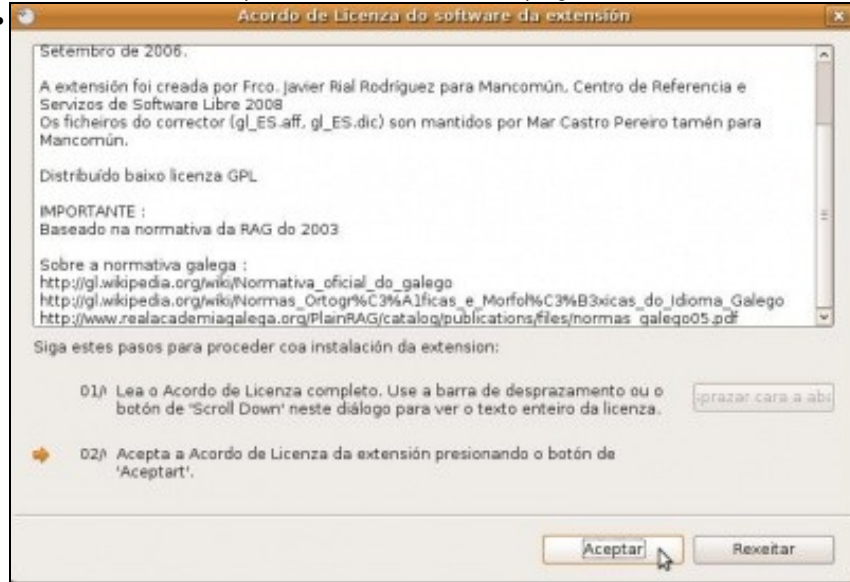 Acordo de Licenza do software da extensión
Setembro de 2006.
A extensión foi creada por Frco. Javier Rial Rodríguez para Mancomún, Centro de Referencia e
Servizos de Software Libre 2008
Os ficheiros do corrector (gl_ES.aff, gl_ES.dic) son mantidos por Mar Castro Pereiro tamén para
Mancomún.
Distribuído baixo licenza GPL
IMPORTANTE :
Baseado na normativa da RAG do 2003
Sobre a normativa galega :
http://gl.wikipedia.org/wiki/Normativa_oficial_do_galego
http://gl.wikipedia.org/wiki/Normas_Ortogr%C3%A1ficas_e_Morfol%C3%B3xicas_do_Idioma_Galego
http://www.realacademiagalega.org/PlainRAG/catalog/publications/files/normas_galego05.pdf
Siga estes pasos para proceder coa instalación da extension:
01/\ Lea o Acordo de Licenza completo. Use a barra de desprazamento ou o
botón de 'Scroll Down' neste diálogo para ver o texto enteiro da licenza.
prazar cara a aba
02/\ Acepta a Acordo de Licenza da extensión presionando o botón de
'Aceptart'.
Aceptar
Rexeitar